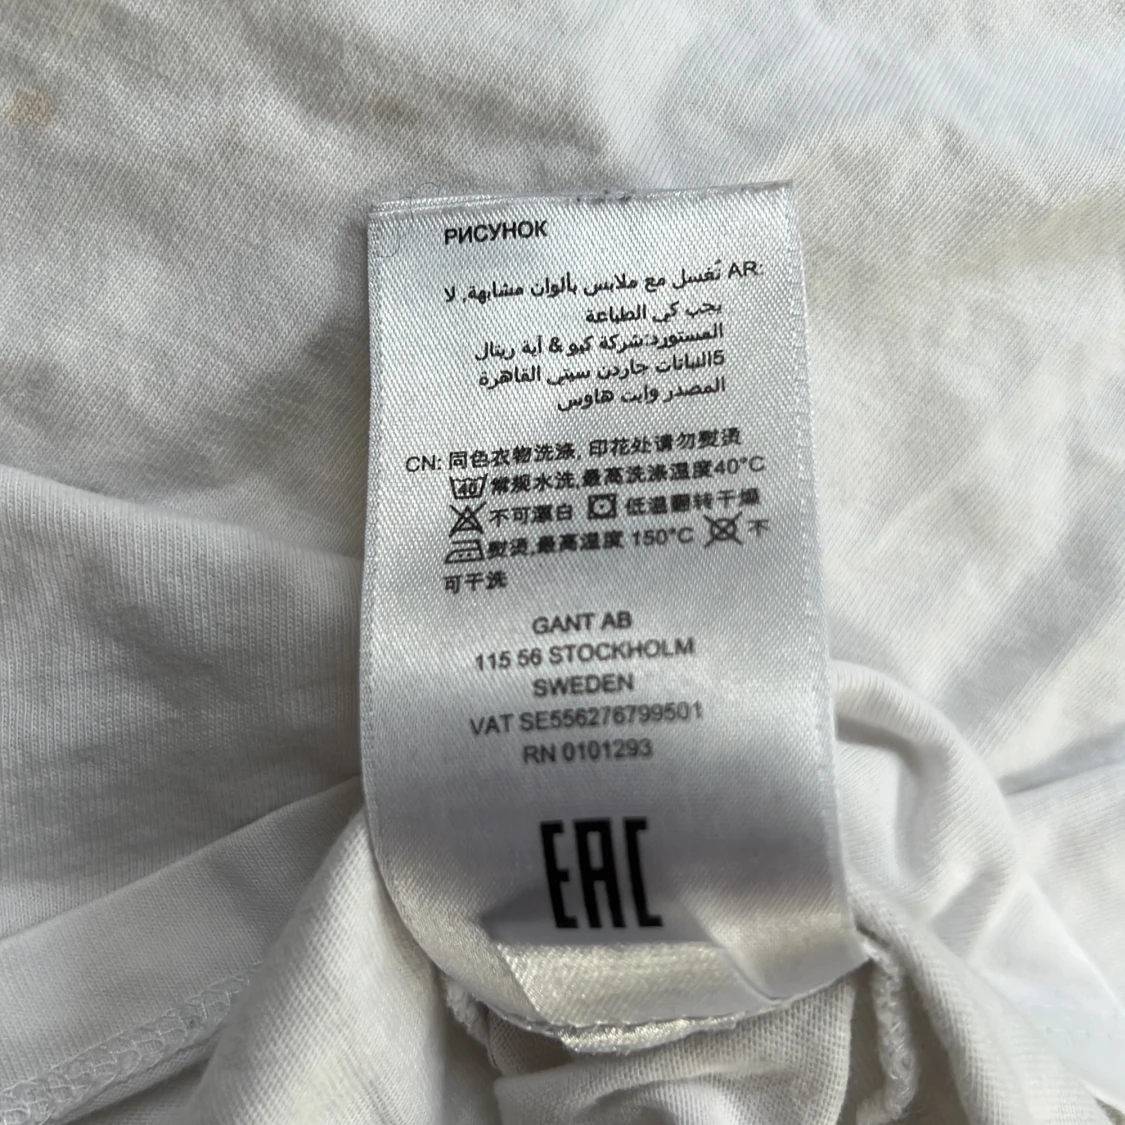 РИСУНОК
AR: تُغسل مع ملابس بألوان مشابهة, لا
يجب كي الطباعة
المستورد:شركة كيو & أية ريتال
5النباتات جاردن سيتي القاهرة
المصدر وايت هاوس
CN: 同色衣物洗涤, 印花处请勿熨烫
40 常规水洗,最高洗涤温度40°C
不可漂白 低温翻转干燥
熨烫,最高温度 150°C 不
可干洗
GANT AB
115 56 STOCKHOLM
SWEDEN
VAT SE556276799501
RN 0101293
EAC